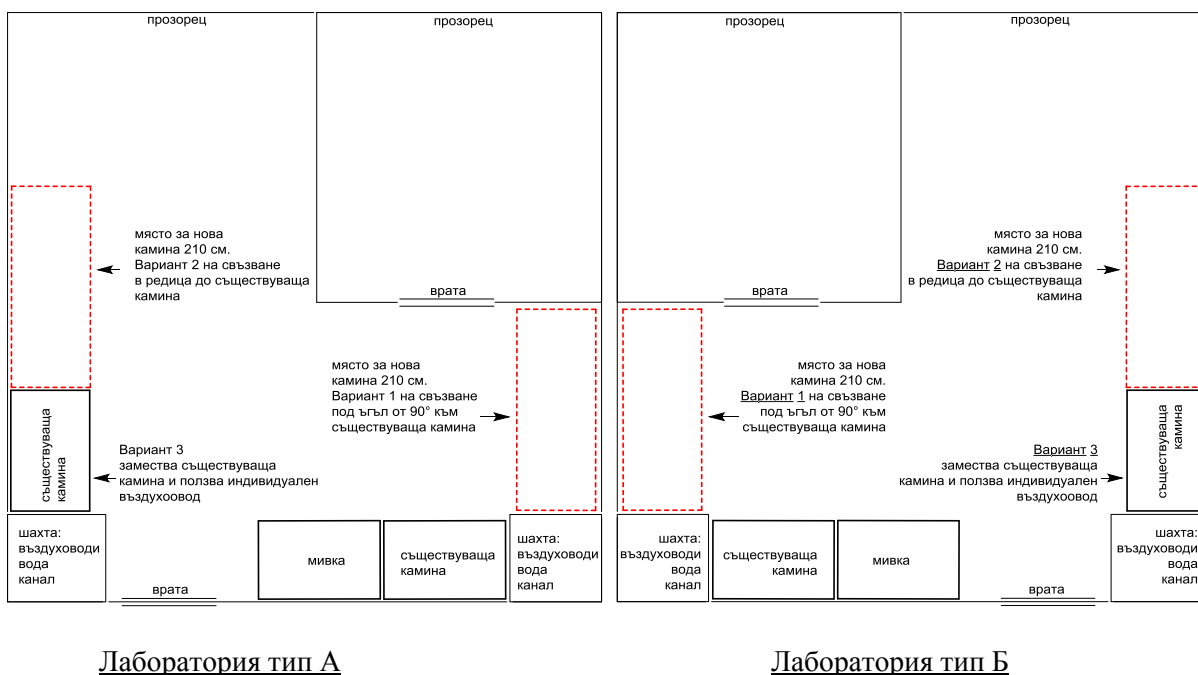 прозорец
прозорец
място за нова
камина 210 см.
Вариант 2 на свързване
в редица до съществуваща
камина
врата
място за нова
камина 210 см.
Вариант 1 на свързване
под ъгъл от 90° към
съществуваща камина
съществуваща
камина
Вариант 3
замества съществуваща
камина и ползва индивидуален
въздухоовод
шахта:
въздуховоди
вода
канал
врата
мивка
съществуваща
камина
шахта:
въздуховоди
вода
канал
Лаборатория тип А
прозорец
прозорец
място за нова
камина 210 см.
Вариант 2 на свързване
в редица до съществуваща
камина
врата
място за нова
камина 210 см.
Вариант 1 на свързване
под ъгъл от 90° към
съществуваща камина
Вариант 3
замества съществуваща
камина и ползва индивидуален
въздухоовод
съществуваща
камина
шахта:
въздуховоди
вода
канал
съществуваща
камина
мивка
врата
шахта:
въздуховоди
вода
канал
Лаборатория тип Б